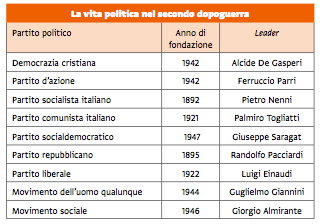 La vita politica nel secondo dopoguerra
Partito politico Anno di fondazione Leader
Democrazia cristiana 1942 Alcide De Gasperi
Partito d'azione 1942 Ferruccio Parri
Partito socialista italiano 1892 Pietro Nenni
Partito comunista italiano 1921 Palmiro Togliatti
Partito socialdemocratico 1947 Giuseppe Saragat
Partito repubblicano 1895 Randolfo Pacciardi
Partito liberale 1922 Luigi Einaudi
Movimento dell'uomo qualunque 1944 Guglielmo Giannini
Movimento sociale 1946 Giorgio Almirante